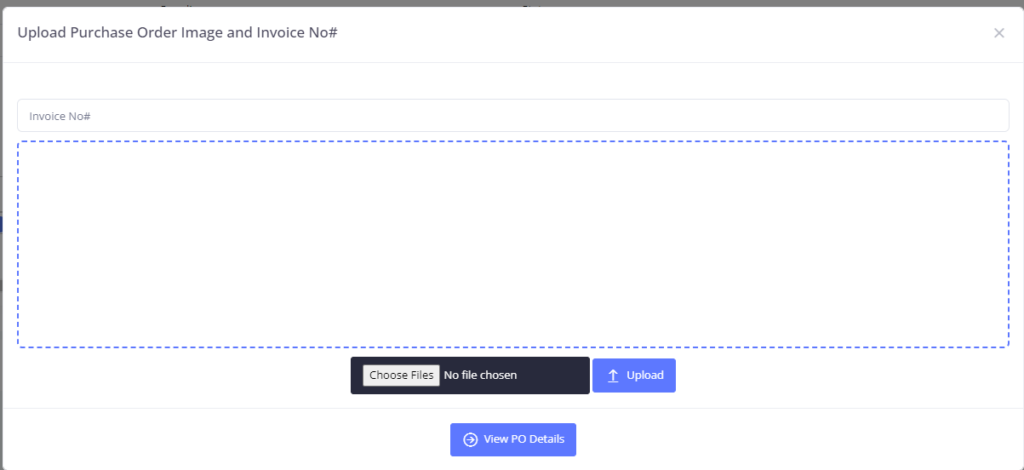 Upload Purchase Order Image and Invoice No#
Invoice No#
Choose Files No file chosen
Upload
View PO Details